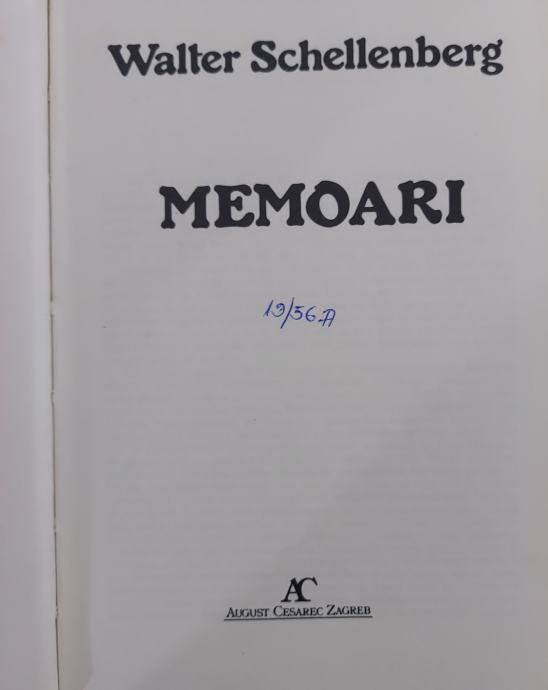 Walter Schellenberg
MEMOARI
19/56.A
AC
AUGUST CESAREC ZAGREB